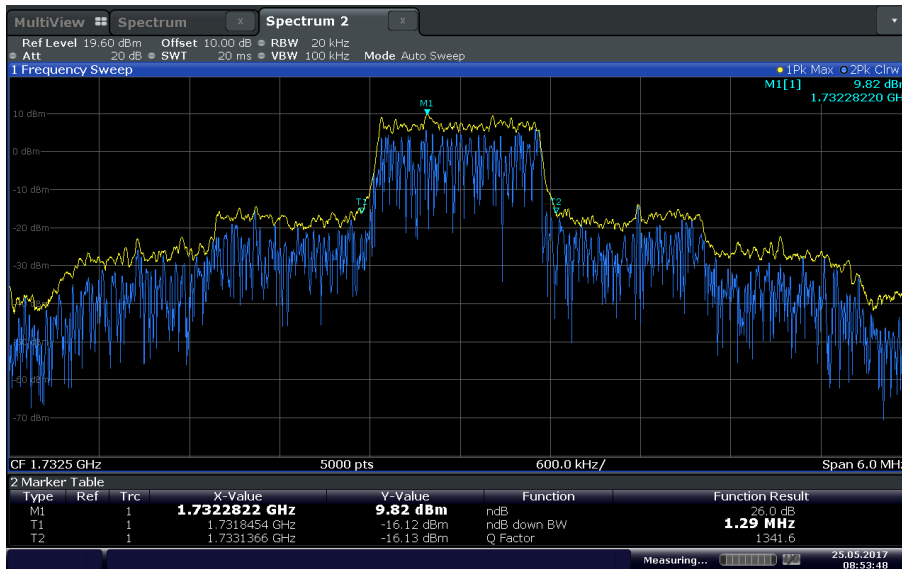 MultiView Spectrum x Spectrum 2 x
Ref Level 19.60 dBm Offset 10.00 dB RBW 20 kHz
Att 20 dB SWT 20 ms VBW 100 kHz Mode Auto Sweep
1 Frequency Sweep 1Pk Max 2Pk Clrw
M1[1] 9.82 dBm
1.73228220 GH
M1
10 dBm
0 dBm
-10 dBm
T1 T2
-20 dBm
-30 dBm
-60 dBm
-70 dBm
CF 1.7325 GHz 5000 pts 600.0 kHz/ Span 6.0 MHz
2 Marker Table
Type Ref Trc X-Value Y-Value Function Function Result
M1 1 1.7322822 GHz 9.82 dBm ndB 26.0 dB
T1 1 1.7318454 GHz -16.12 dBm ndB down BW 1.29 MHz
T2 1 1.7331366 GHz -16.13 dBm Q Factor 1341.6
Measuring... 25.05.2017
08:53:48